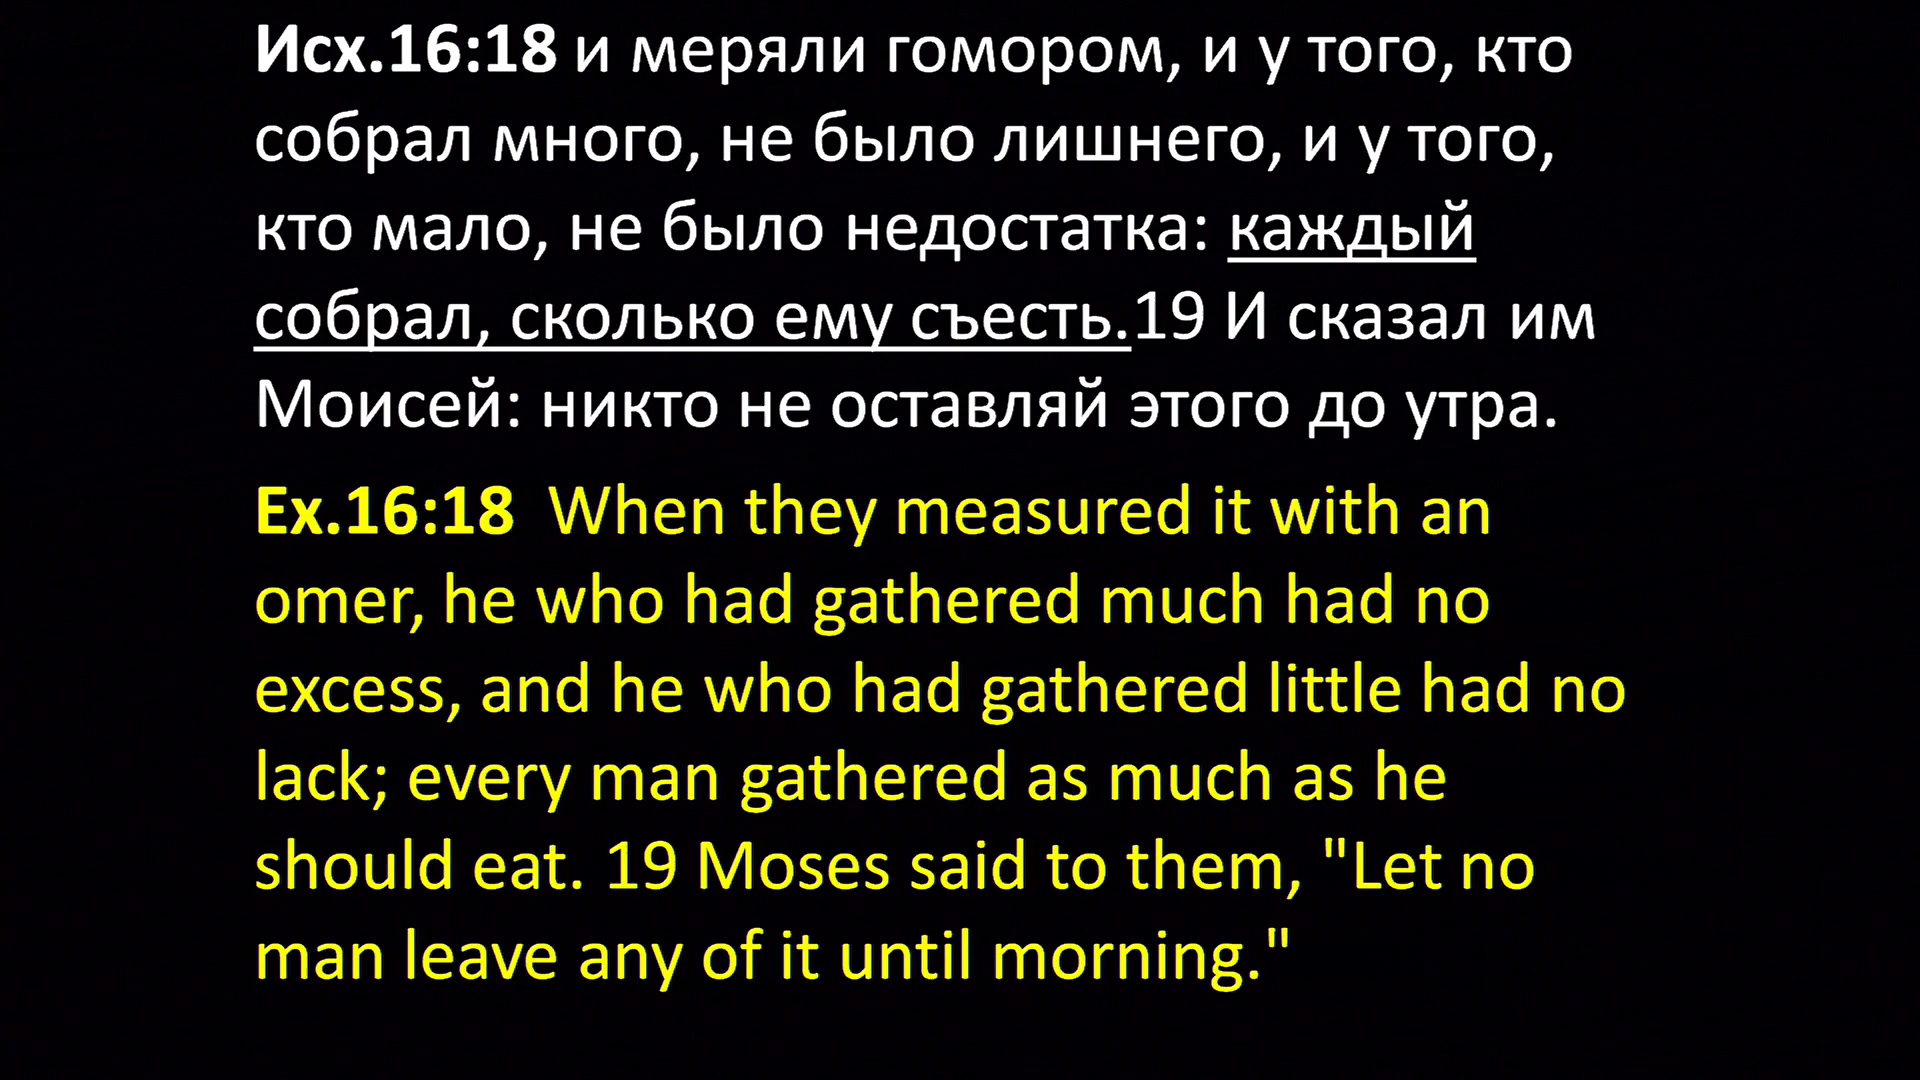 Исх.16:18 и меряли гомором, и у того, кто
собрал много, не было лишнего, и у того,
кто мало, не было недостатка: каждый
собрал, сколько ему съесть.19 И сказал им
Моисей: никто не оставляй этого до утра.
Ex.16:18  When they measured it with an
omer, he who had gathered much had no
excess, and he who had gathered little had no
lack; every man gathered as much as he
should eat. 19 Moses said to them, "Let no
man leave any of it until morning."